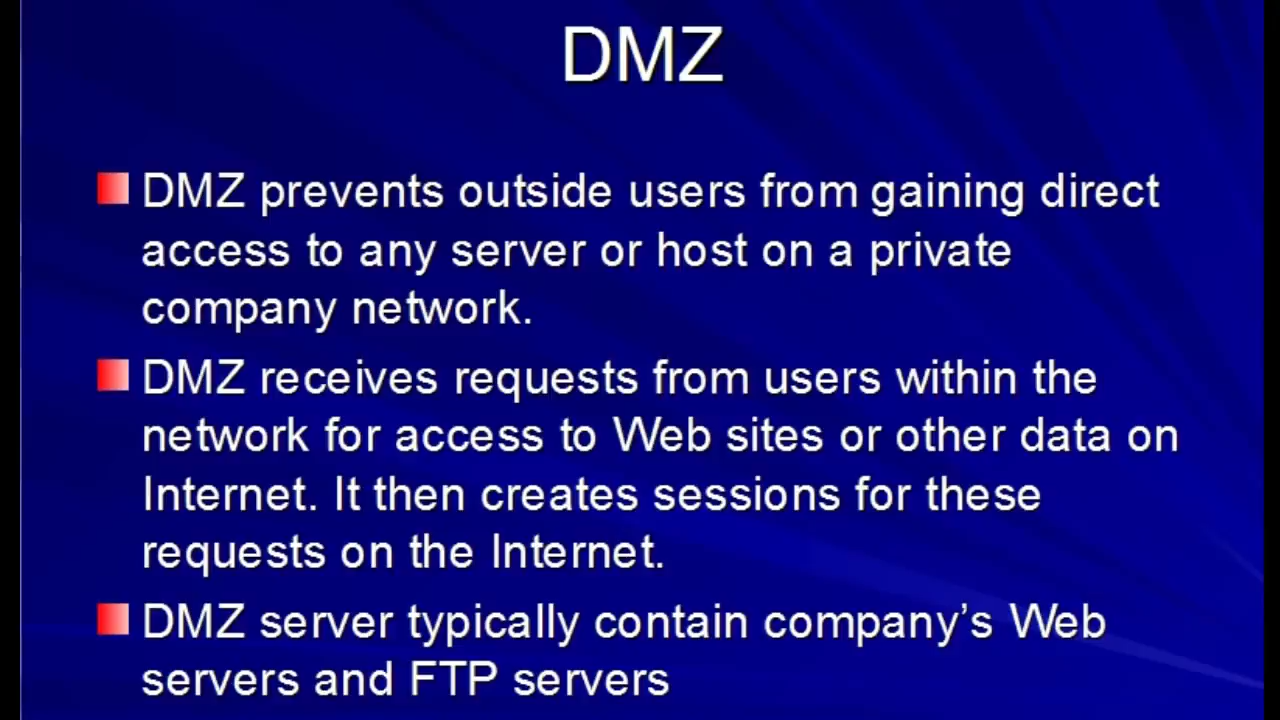 DMZ
DMZ prevents outside users from gaining direct
access to any server or host on a private
company network.
DMZ receives requests from users within the
network for access to Web sites or other data on
Internet. It then creates sessions for these
requests on the Internet.
DMZ server typically contain company’s Web
servers and FTP servers